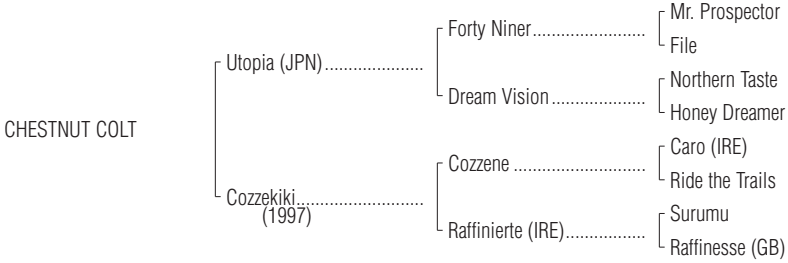 Mr. Prospector
Forty Niner......................
File
Utopia (JPN)....................
Northern Taste
Dream Vision..................
Honey Dreamer
CHESTNUT COLT
Caro (IRE)
Cozzene .........................
Ride the Trails
Cozzekiki.........................
(1997)
Surumu
Raffinierte (IRE)...............
Raffinesse (GB)